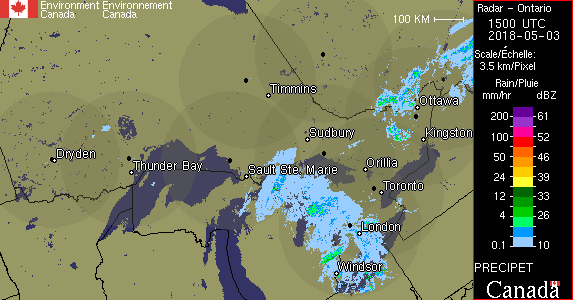 Environment Environnement
Canada Canada
100 KM
Timmins
Ottawa
Sudbury
Kingston
Dryden
Thunder Bay
Sault Ste. Marie
Orillia
Toronto
London
Windsor
Radar - Ontario
1500 UTC
2018-05-03
Scale/Échelle:
3.5 km/Pixel
Rain/Pluie
mm/hr dBZ
200 61
100 52
50 46
24 39
12 33
4 26
0.1 10
PRECIPET
Canada